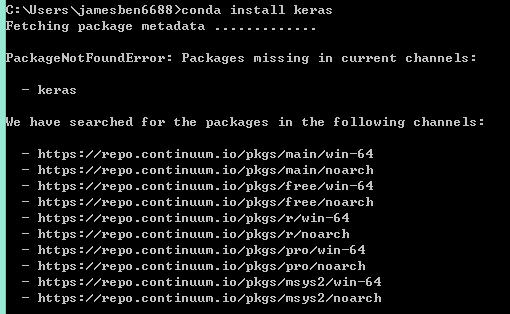 C:\Users\jamesben6688>conda install keras
Fetching package metadata .............
PackageNotFoundError: Packages missing in current channels:
- keras
We have searched for the packages in the following channels:
- https://repo.continuum.io/pkgs/main/win-64
- https://repo.continuum.io/pkgs/main/noarch
- https://repo.continuum.io/pkgs/free/win-64
- https://repo.continuum.io/pkgs/free/noarch
- https://repo.continuum.io/pkgs/r/win-64
- https://repo.continuum.io/pkgs/r/noarch
- https://repo.continuum.io/pkgs/pro/win-64
- https://repo.continuum.io/pkgs/pro/noarch
- https://repo.continuum.io/pkgs/msys2/win-64
- https://repo.continuum.io/pkgs/msys2/noarch